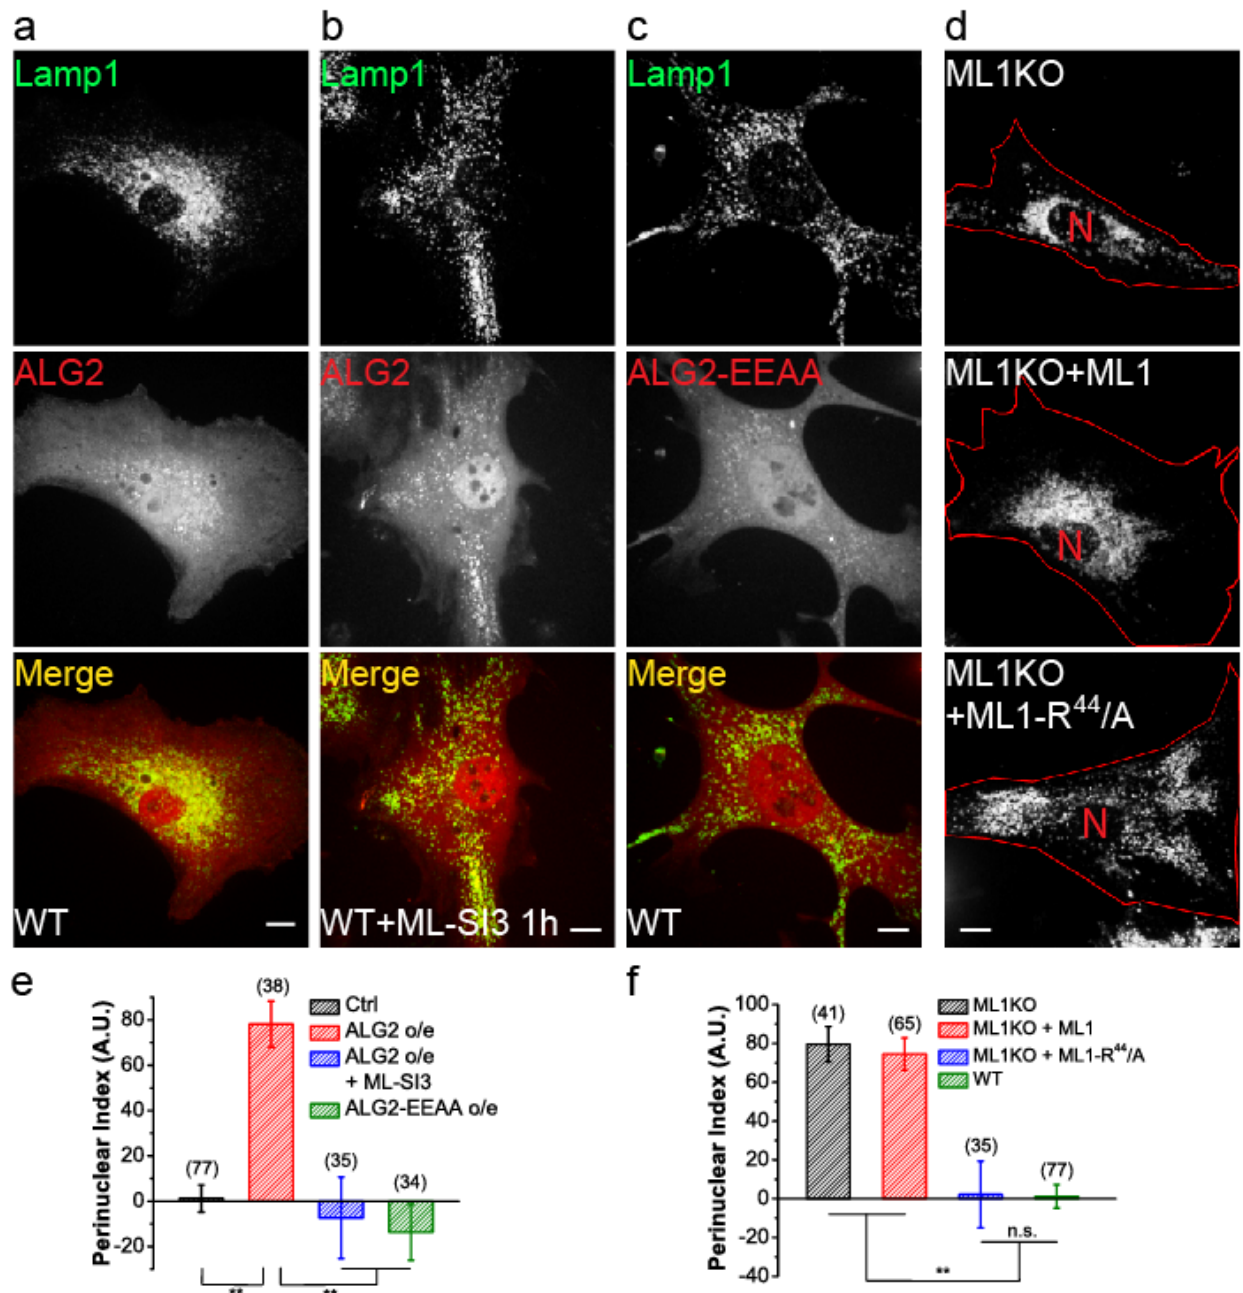 a
b
c
d
Lamp1
Lamp1
Lamp1
ML1KO
N
ALG2
ALG2
ALG2-EEAA
ML1KO+ML1
N
Merge
Merge
Merge
ML1KO
+ML1-R⁴⁴/A
N
WT
WT+ML-SI3 1h
WT
e
Perinuclear Index (A.U.)
80
60
40
20
0
-20
(77)
(38)
(35)
(34)
Ctrl
ALG2 o/e
ALG2 o/e
+ ML-SI3
ALG2-EEAA o/e
**
**
f
Perinuclear Index (A.U.)
100
80
60
40
20
0
-20
-40
(41)
(65)
(35)
(77)
ML1KO
ML1KO + ML1
ML1KO + ML1-R⁴⁴/A
WT
n.s.
**